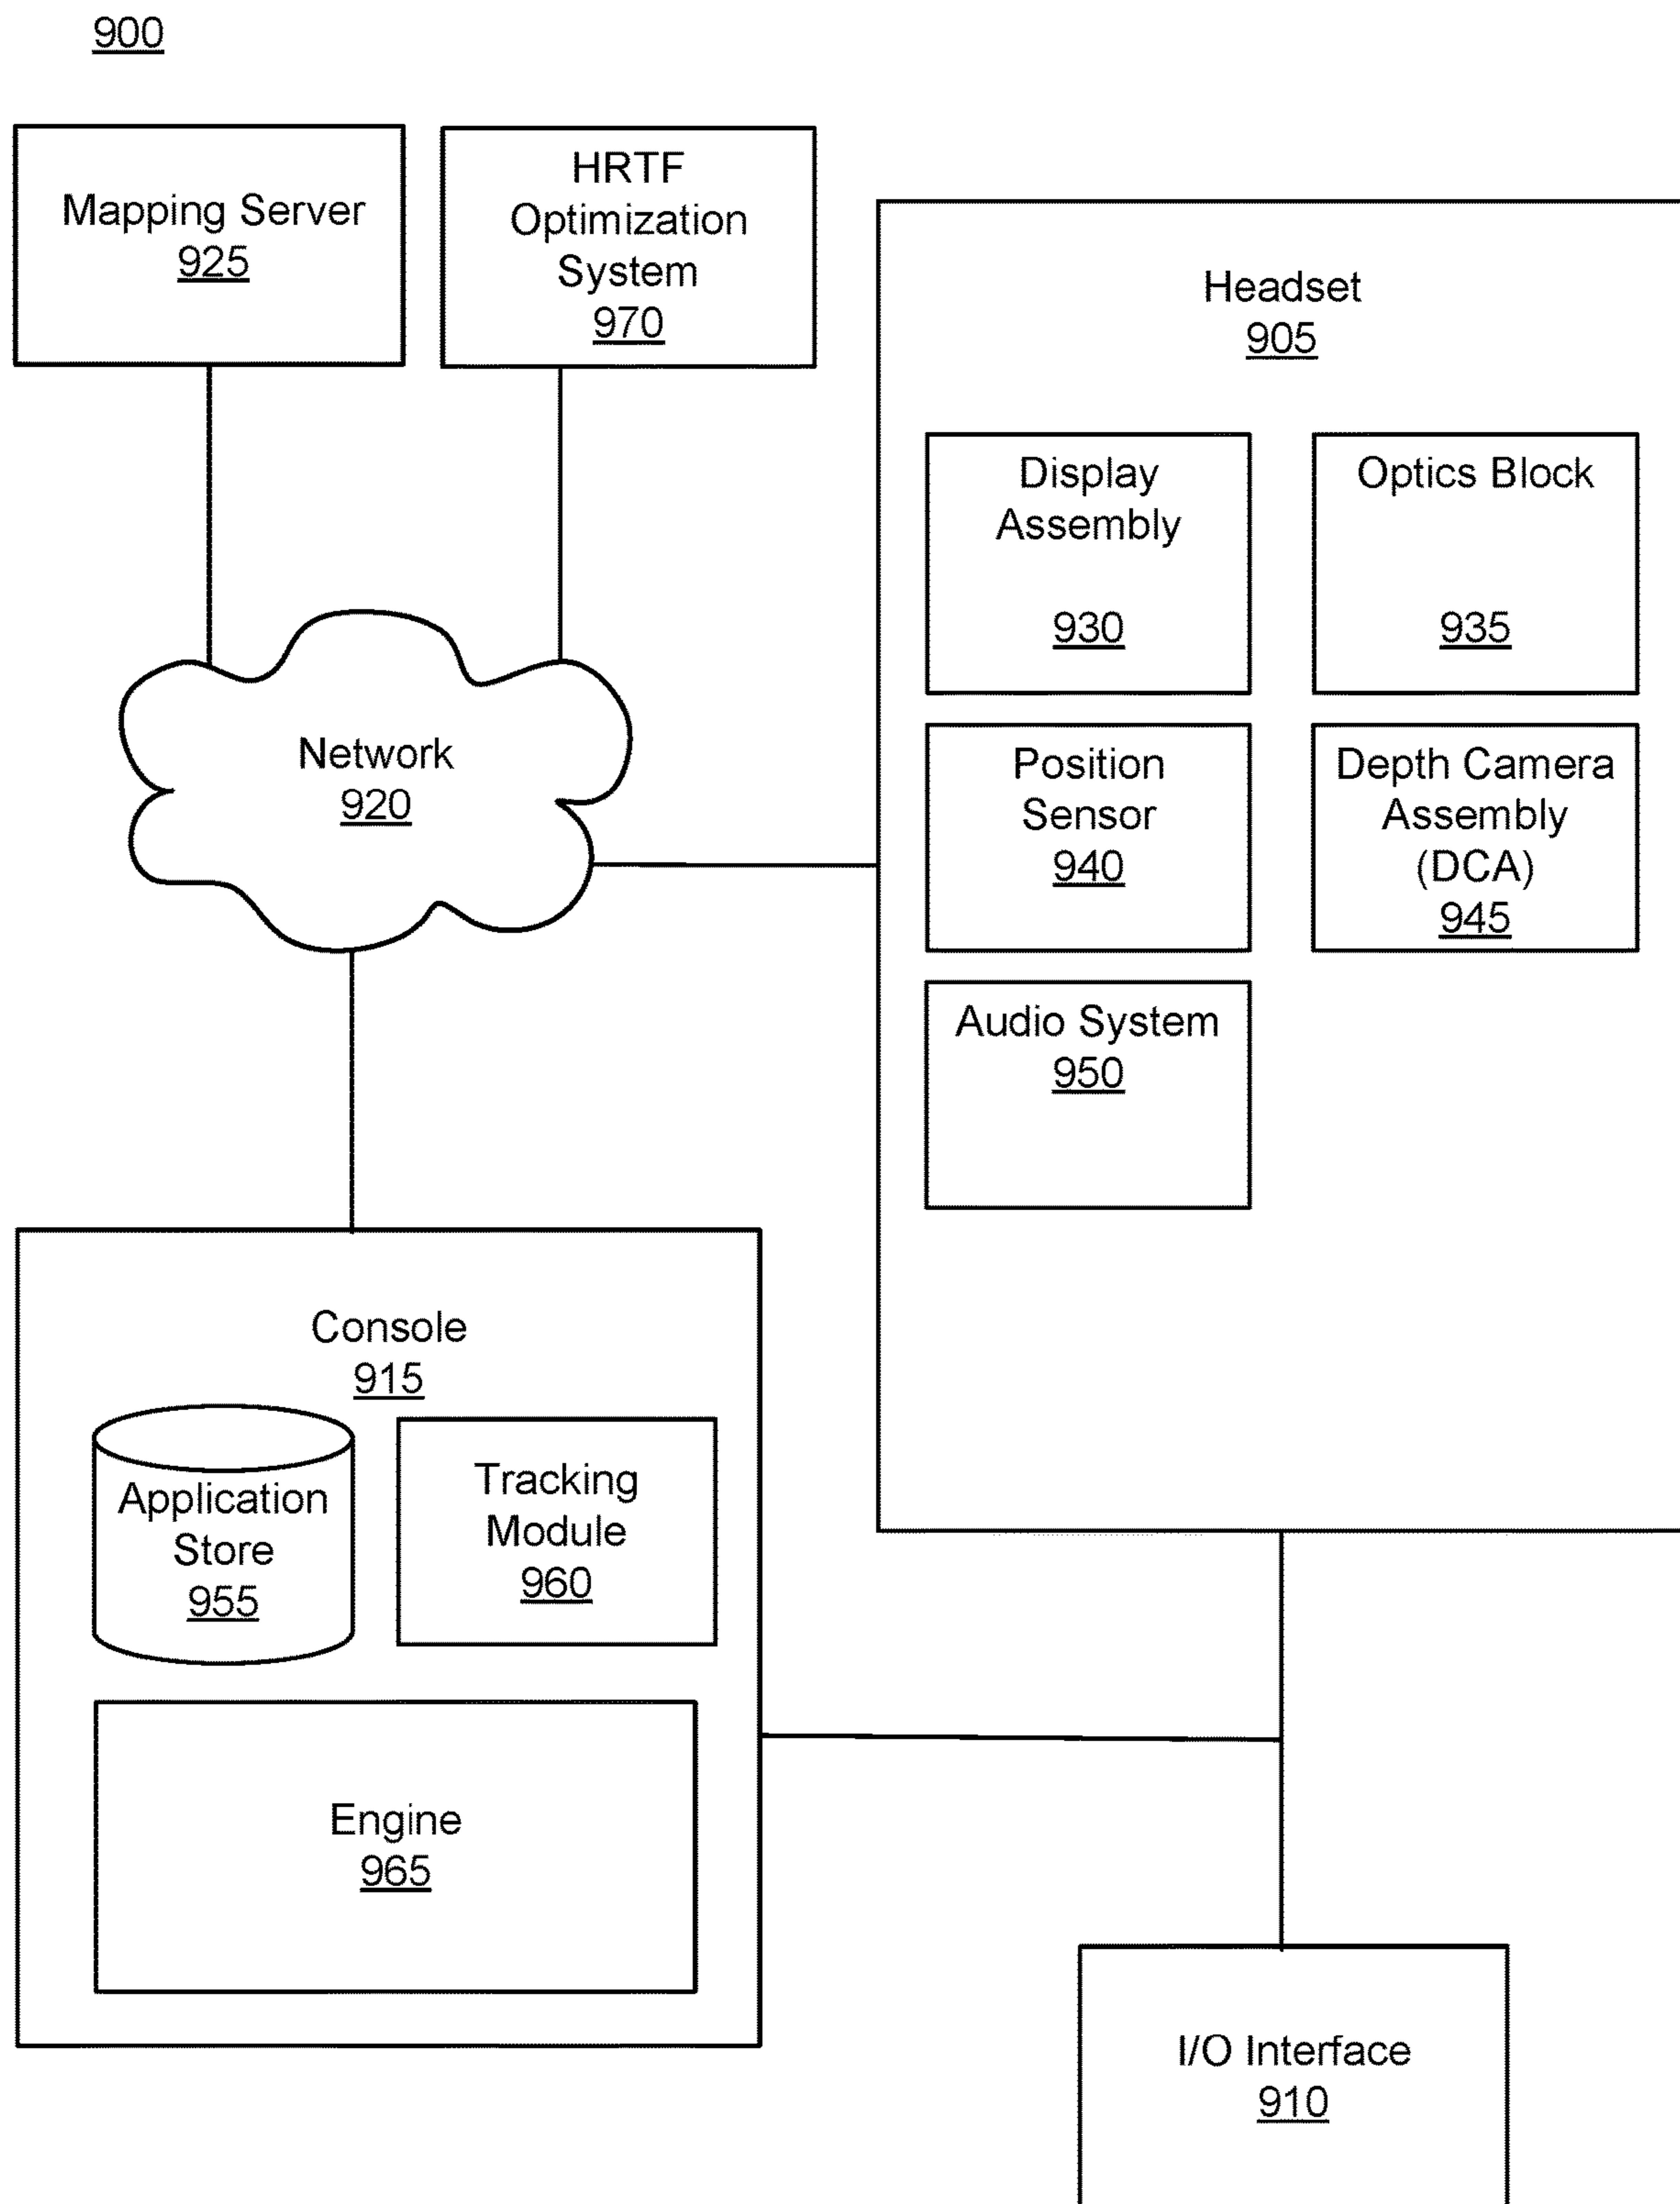 900
Mapping Server
925
HRTF
Optimization
System
970
Headset
905
Display
Assembly
930
Optics Block
935
Position
Sensor
940
Depth Camera
Assembly
(DCA)
945
Audio System
950
Network
920
Console
915
Application
Store
955
Tracking
Module
960
Engine
965
I/O Interface
910